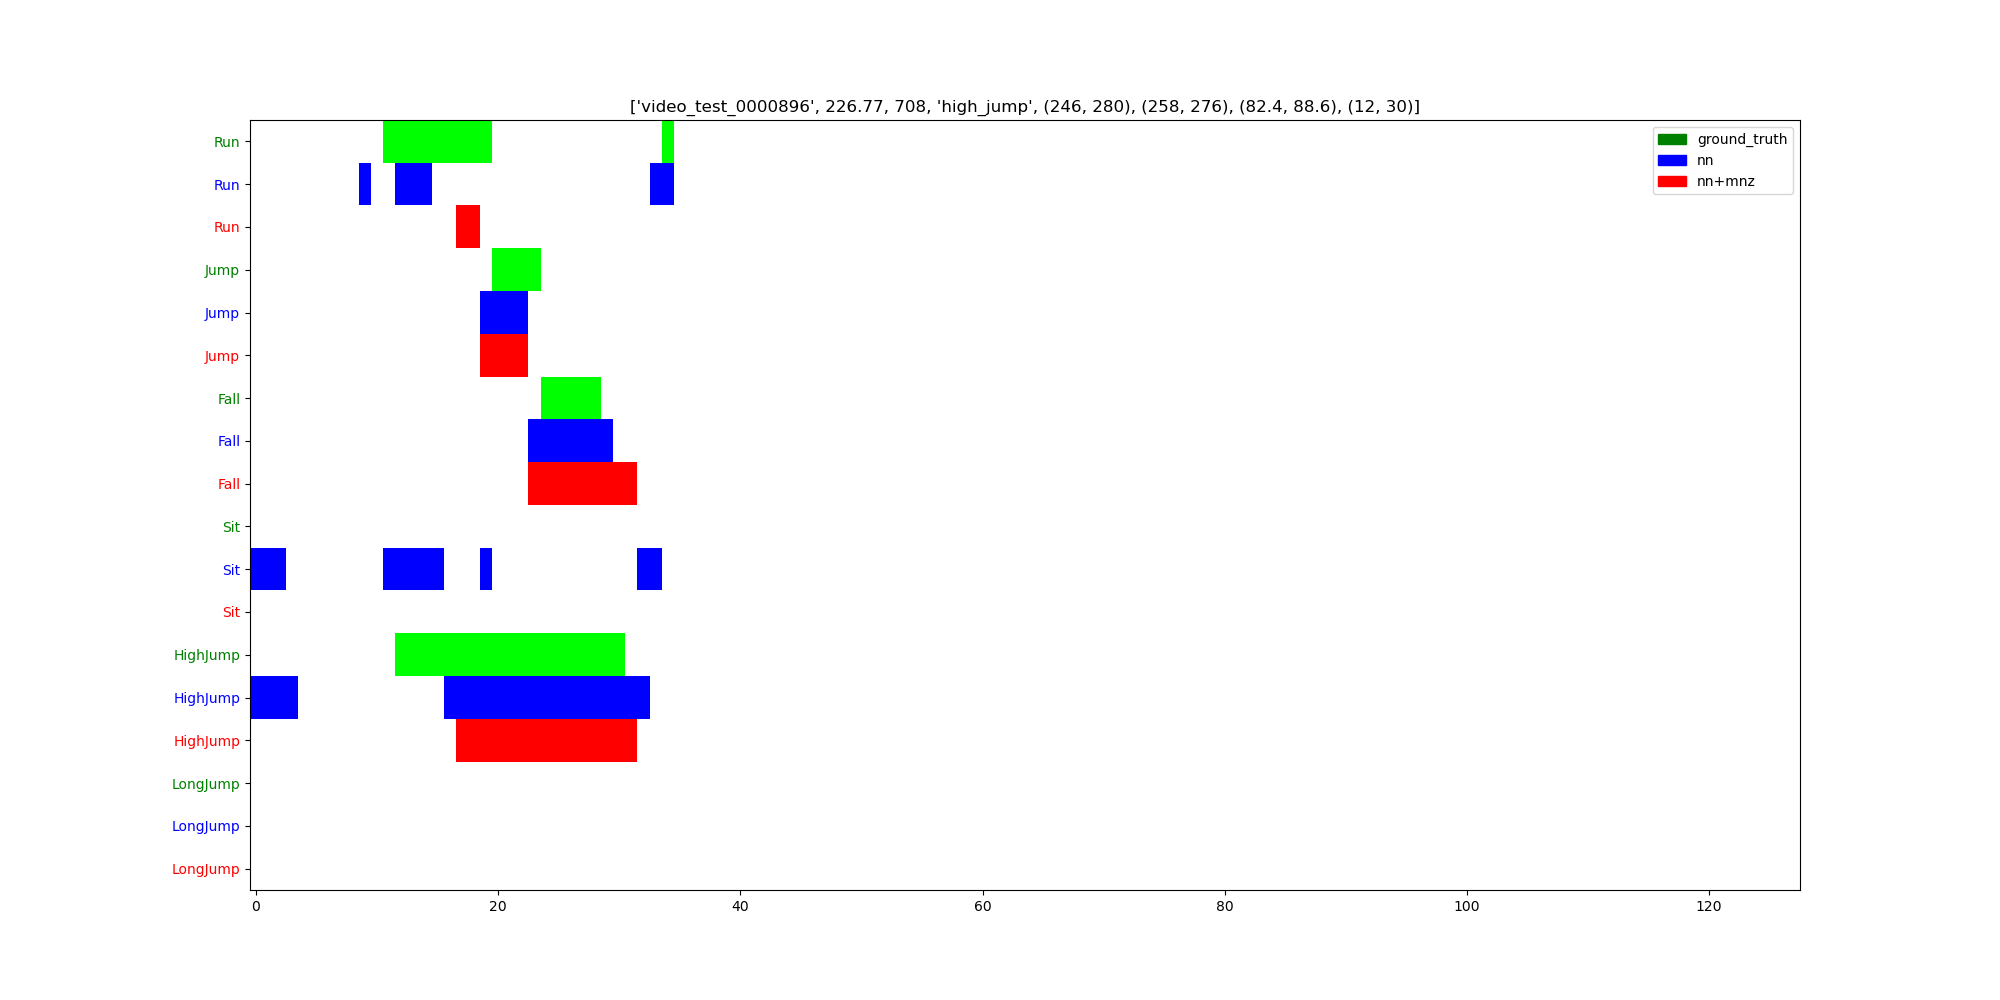 ['video_test_0000896', 226.77, 708, 'high_jump', (246, 280), (258, 276), (82.4, 88.6), (12, 30)]
ground_truth
nn
nn+mnz
Run
Run
Run
Jump
Jump
Jump
Fall
Fall
Fall
Sit
Sit
Sit
HighJump
HighJump
HighJump
LongJump
LongJump
LongJump
0 20 40 60 80 100 120